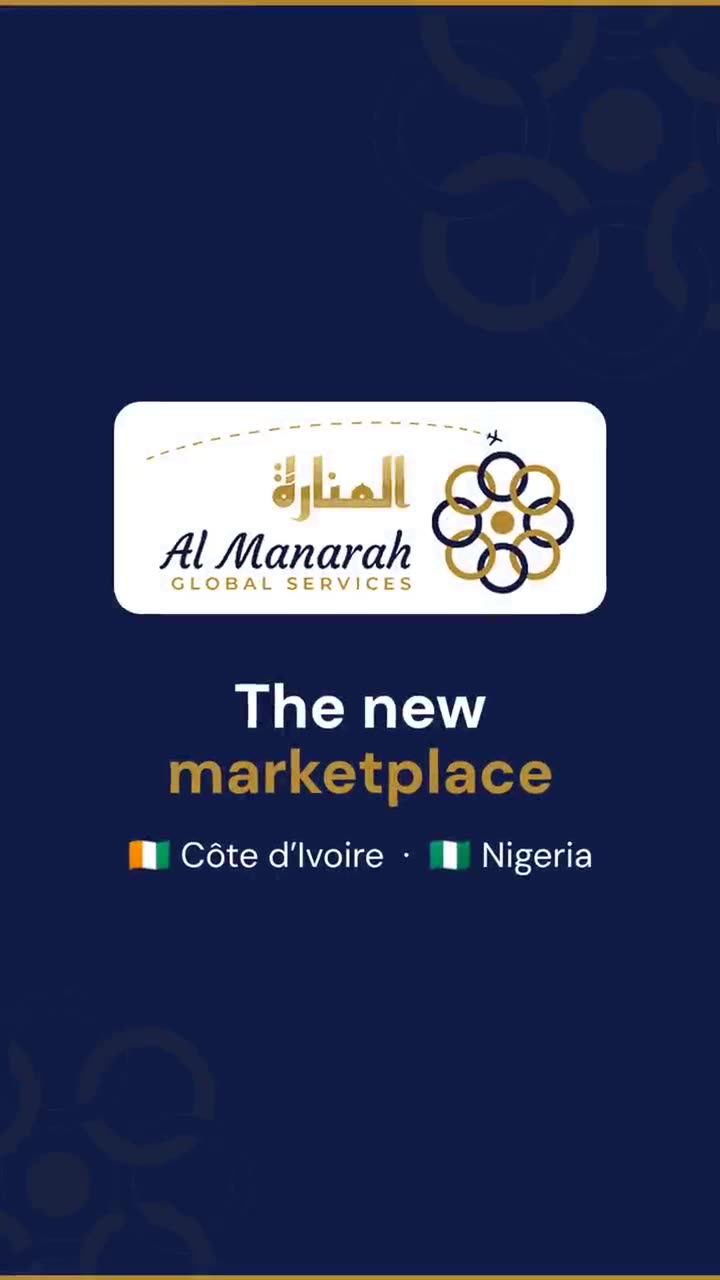 المنارة
Al Manarah
GLOBAL SERVICES
The new
marketplace
🇨🇮 Côte d’Ivoire · 🇳🇬 Nigeria